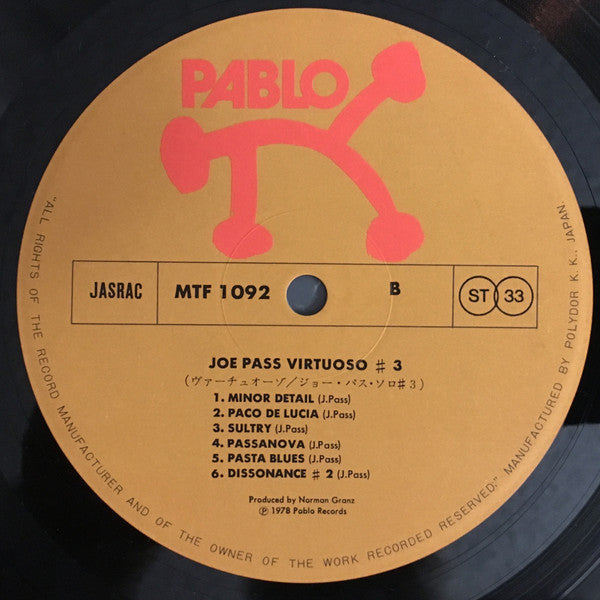 PABLO
JASRAC
MTF 1092
B
ST 33
JOE PASS VIRTUOSO ♯ 3
(ヴァーチュオーゾ/ジョー・パス・ソロ♯3)
1. MINOR DETAIL (J.Pass)
2. PACO DE LUCIA (J.Pass)
3. SULTRY (J.Pass)
4. PASSANOVA (J.Pass)
5. PASTA BLUES (J.Pass)
6. DISSONANCE ♯ 2 (J.Pass)
Produced by Norman Granz
℗ 1978 Pablo Records
"ALL RIGHTS OF THE RECORD MANUFACTURER AND OF THE OWNER OF THE WORK RECORDED RESERVED." MANUFACTURED BY POLYDOR K. K., JAPAN.